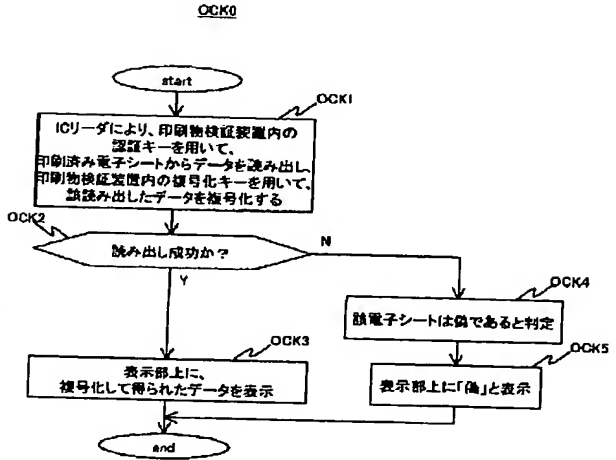 OCK0
start
OCK1
ICリーダにより、印刷物検証装置内の
認証キーを用いて、
印刷済み電子シートからデータを読み出し、
印刷物検証装置内の復号化キーを用いて、
該読み出したデータを復号化する
OCK2
読み出し成功か?
N
Y
OCK4
該電子シートは偽であると判定
OCK3
OCK5
表示部上に、
復号化して得られたデータを表示
表示部上に「偽」と表示
end